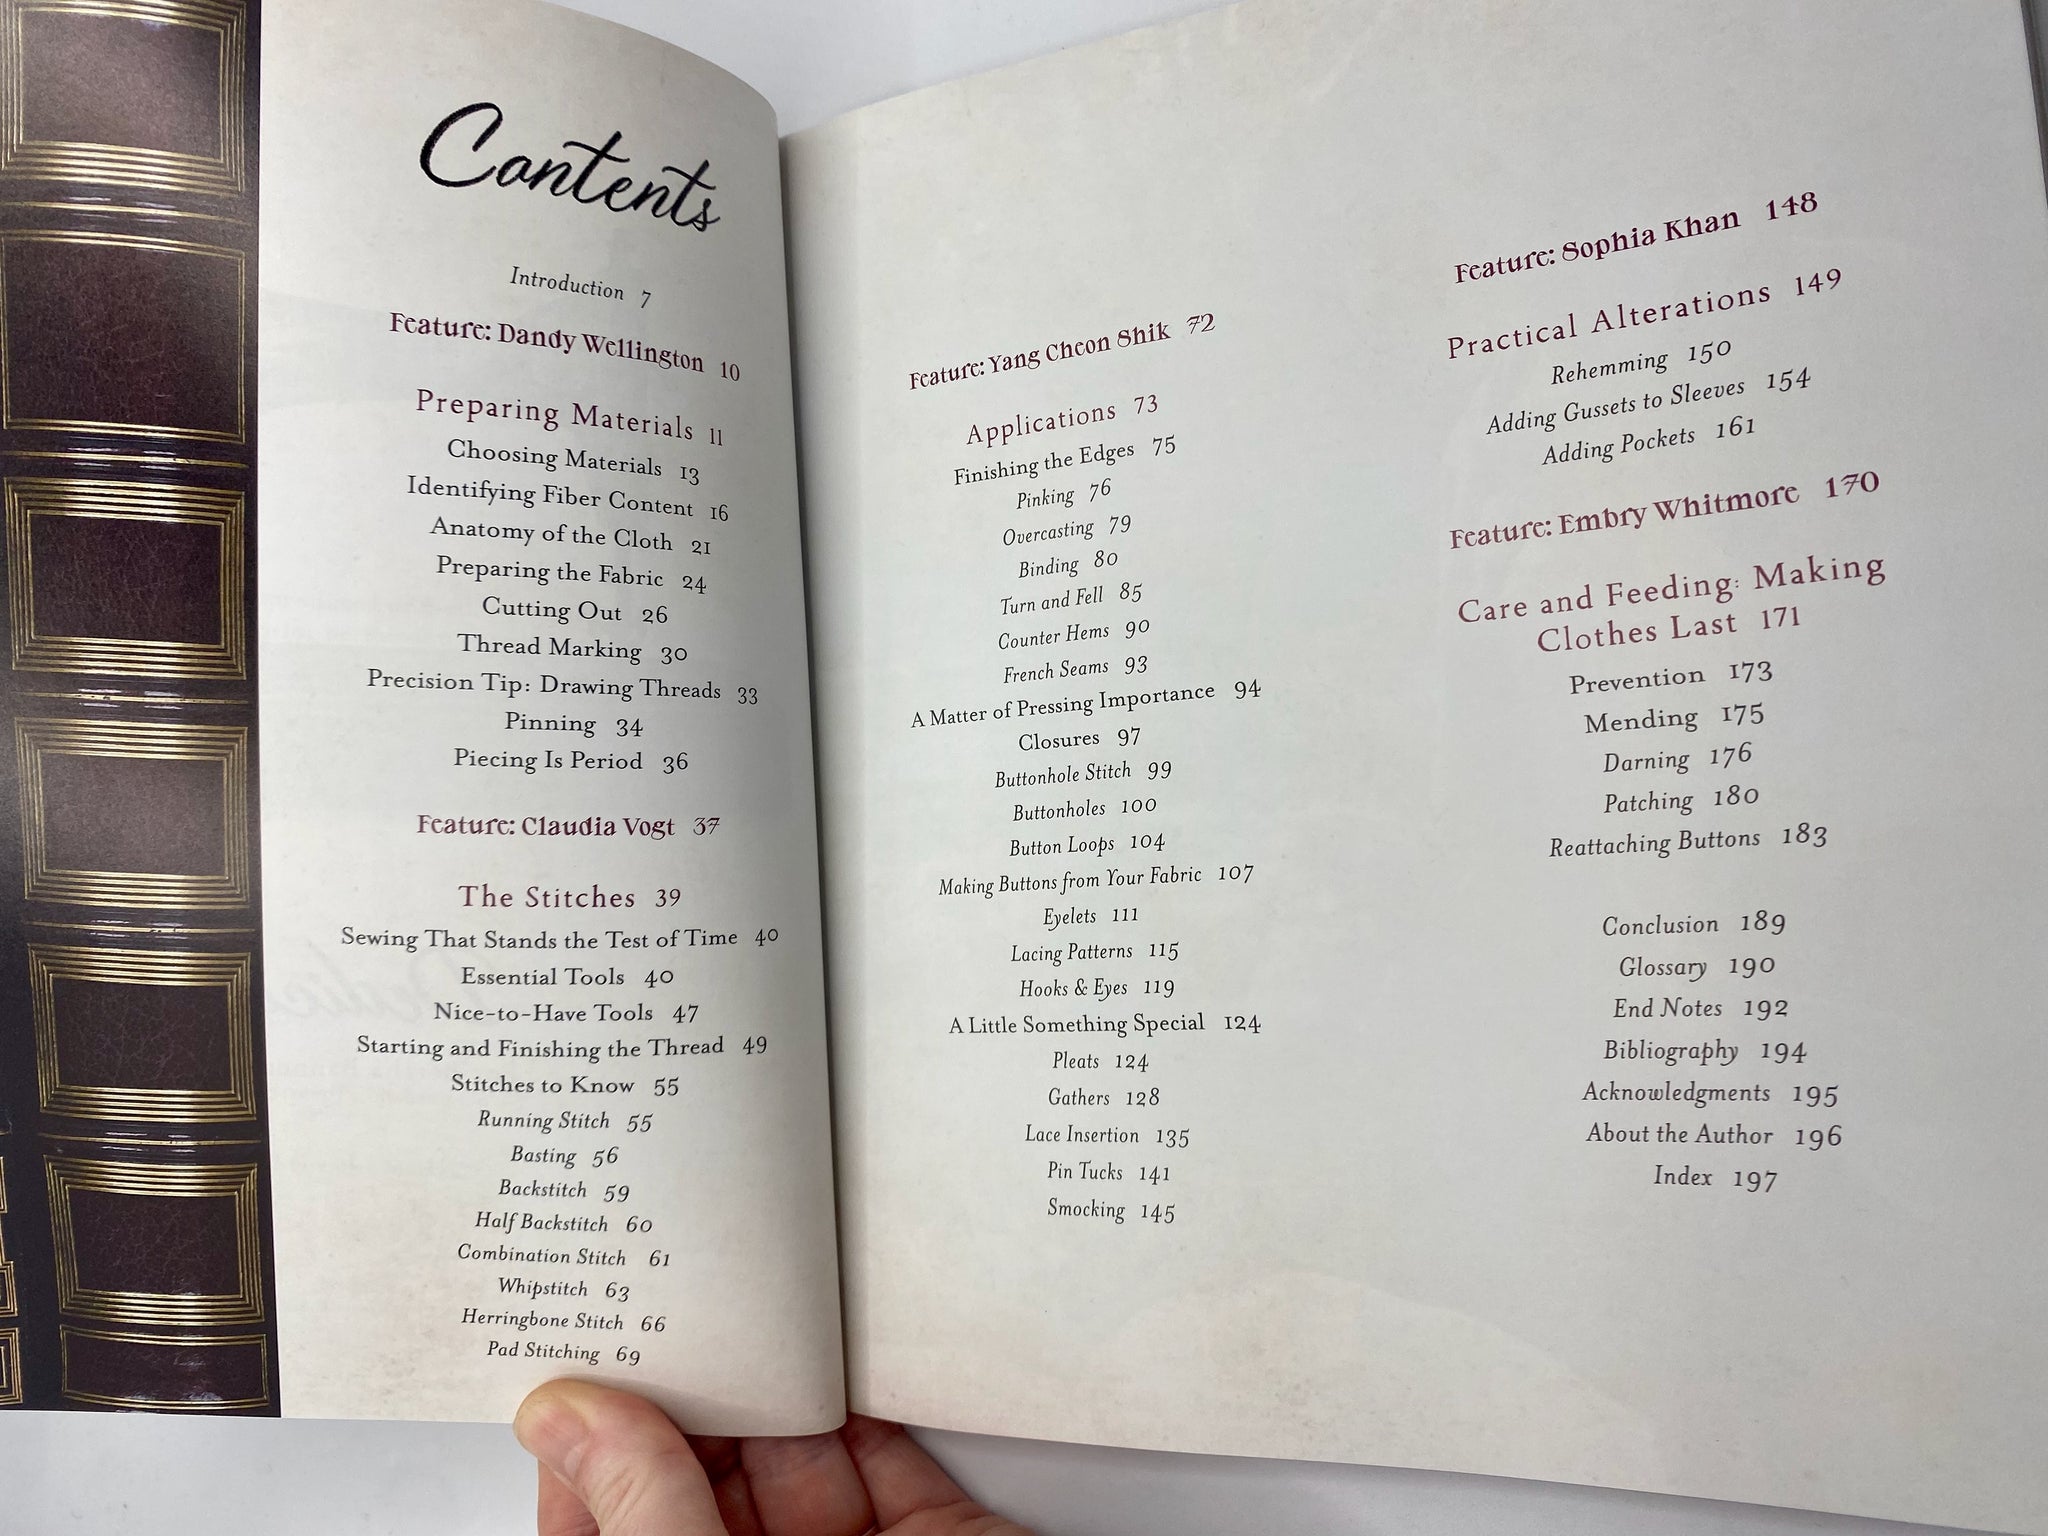 Contents
Introduction 7
Feature: Dandy Wellington 10
Preparing Materials 11
Choosing Materials 13
Identifying Fiber Content 16
Anatomy of the Cloth 21
Preparing the Fabric 24
Cutting Out 26
Thread Marking 30
Precision Tip: Drawing Threads 33
Pinning 34
Piecing Is Period 36
Feature: Claudia Vogt 37
The Stitches 39
Sewing That Stands the Test of Time 40
Essential Tools 40
Nice-to-Have Tools 47
Starting and Finishing the Thread 49
Stitches to Know 55
Running Stitch 55
Basting 56
Backstitch 59
Half Backstitch 60
Combination Stitch 61
Whipstitch 63
Herringbone Stitch 66
Pad Stitching 69
Feature: Yang Cheon Shik 72
Applications 73
Finishing the Edges 75
Pinking 76
Overcasting 79
Binding 80
Turn and Fell 85
Counter Hems 90
French Seams 93
A Matter of Pressing Importance 94
Closures 97
Buttonhole Stitch 99
Buttonholes 100
Button Loops 104
Making Buttons from Your Fabric 107
Eyelets 111
Lacing Patterns 115
Hooks & Eyes 119
A Little Something Special 124
Pleats 124
Gathers 128
Lace Insertion 135
Pin Tucks 141
Smocking 145
Feature: Sophia Khan 148
Practical Alterations 149
Rehemming 150
Adding Gussets to Sleeves 154
Adding Pockets 161
Feature: Embry Whitmore 170
Care and Feeding: Making
Clothes Last 171
Prevention 173
Mending 175
Darning 176
Patching 180
Reattaching Buttons 183
Conclusion 189
Glossary 190
End Notes 192
Bibliography 194
Acknowledgments 195
About the Author 196
Index 197